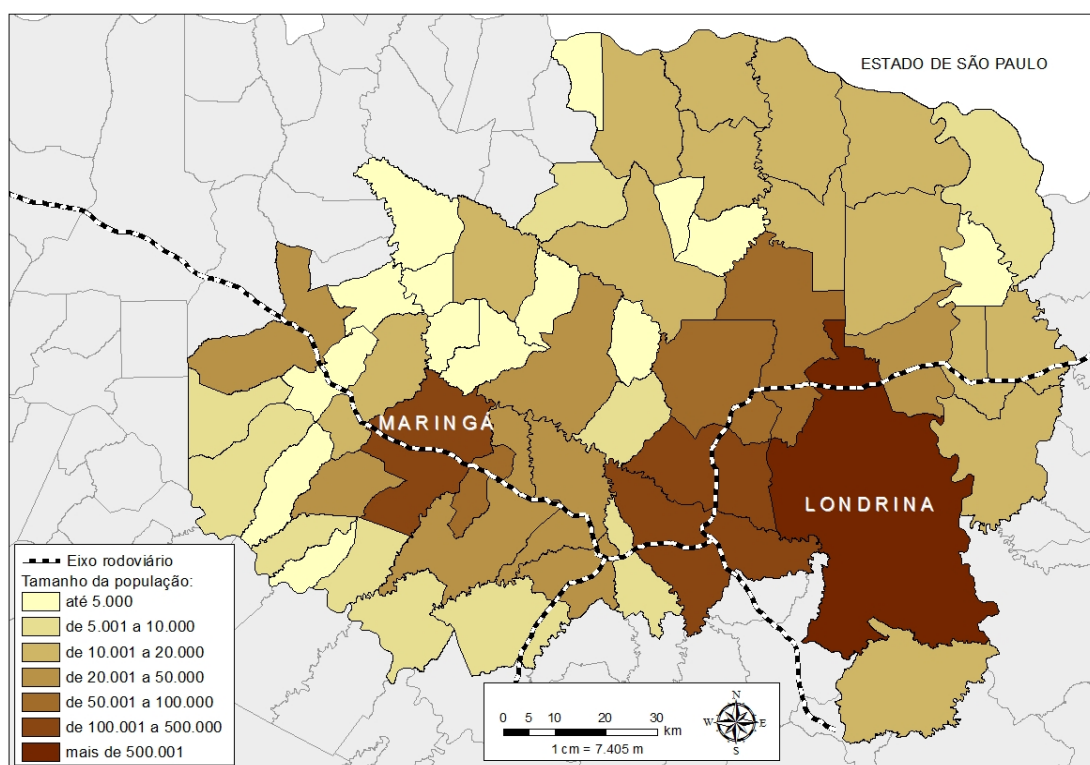 ESTADO DE SÃO PAULO
MARINGÁ
LONDRINA
Eixo rodoviário
Tamanho da população:
até 5.000
de 5.001 a 10.000
de 10.001 a 20.000
de 20.001 a 50.000
de 50.001 a 100.000
de 100.001 a 500.000
mais de 500.001
0 5 10 20 30
km
1 cm = 7.405 m
N
W E
S